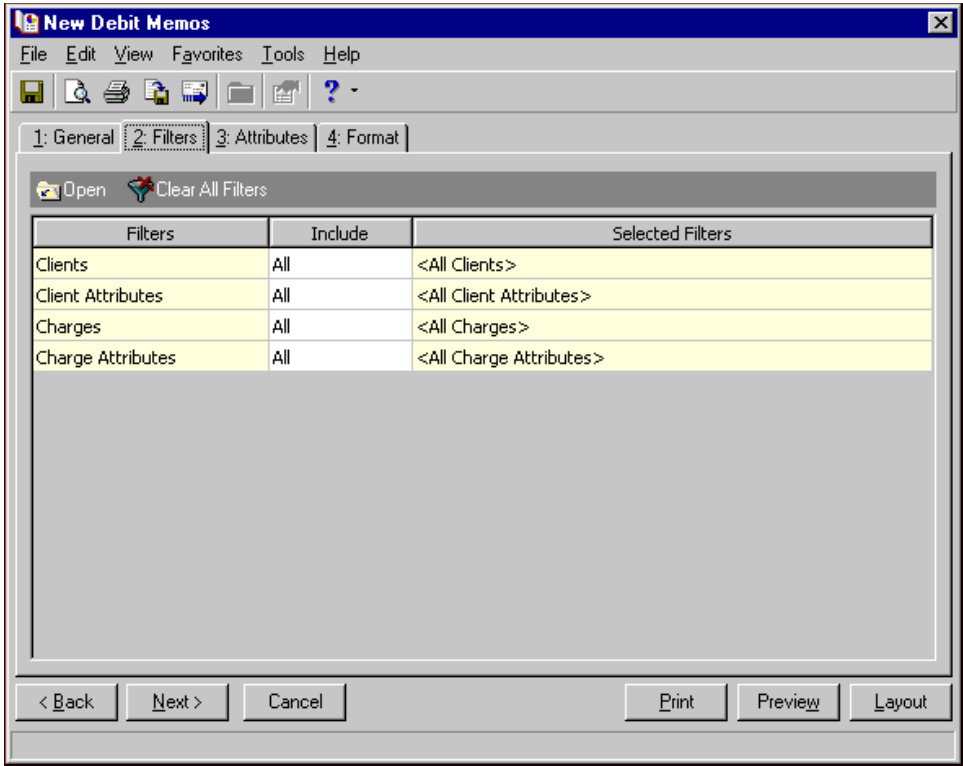 New Debit Memos
File Edit View Favorites Tools Help
?
1: General 2: Filters 3: Attributes 4: Format
Open Clear All Filters
Filters Include Selected Filters
Clients All <All Clients>
Client Attributes All <All Client Attributes>
Charges All <All Charges>
Charge Attributes All <All Charge Attributes>
< Back Next > Cancel Print Preview Layout